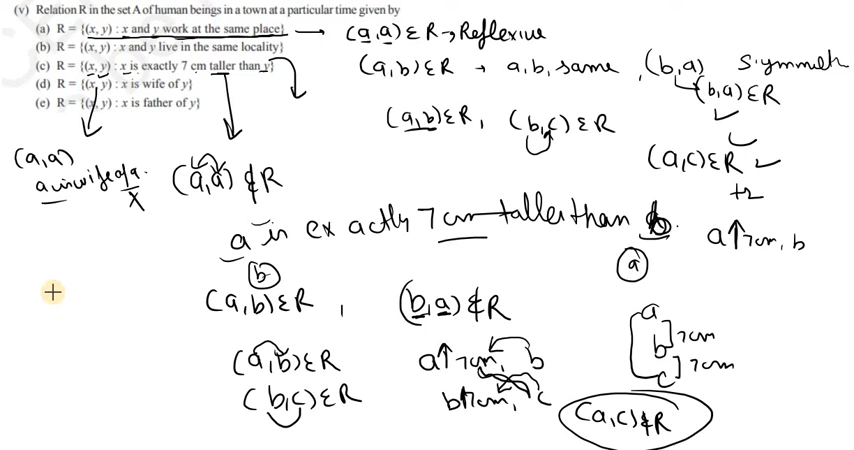 (v) Relation R in the set A of human beings in a town at a particular time given by
(a) R = {(x, y) : x and y work at the same place} → (a,a) ∈ R → Reflexive
(b) R = {(x, y) : x and y live in the same locality}
(c) R = {(x, y) : x is exactly 7 cm taller than y}
(d) R = {(x, y) : x is wife of y}
(e) R = {(x, y) : x is father of y}
(a,b) ∈ R → a,b, same, (b,a) Symmetr
(b,a) ∈ R
(a,b) ∈ R, (b,c) ∈ R
(a,c) ∈ R
tr
(a,a)
a is wife of a.
x
(a,a) ∉ R
a is exactly 7 cm taller than b.
a↑7cm, b
b
a
(a,b) ∈ R, (b,a) ∉ R
(a,b) ∈ R a↑7cm, b
(b,c) ∈ R b↑7cm, c
a
b ] 7cm
c ] 7cm
(a,c) ∉ R